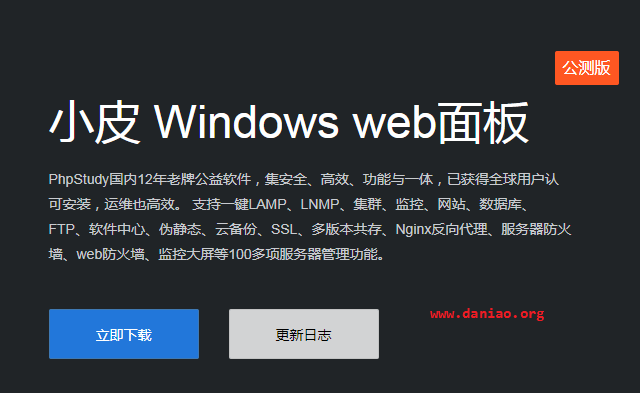 公测版
小皮 Windows web面板
PhpStudy国内12年老牌公益软件，集安全、高效、功能与一体，已获得全球用户认
可安装，运维也高效。 支持一键LAMP、LNMP、集群、监控、网站、数据库、
FTP、软件中心、伪静态、云备份、SSL、多版本共存、Nginx反向代理、服务器防火
墙、web防火墙、监控大屏等100多项服务器管理功能。
www.daniao.org
立即下载
更新日志